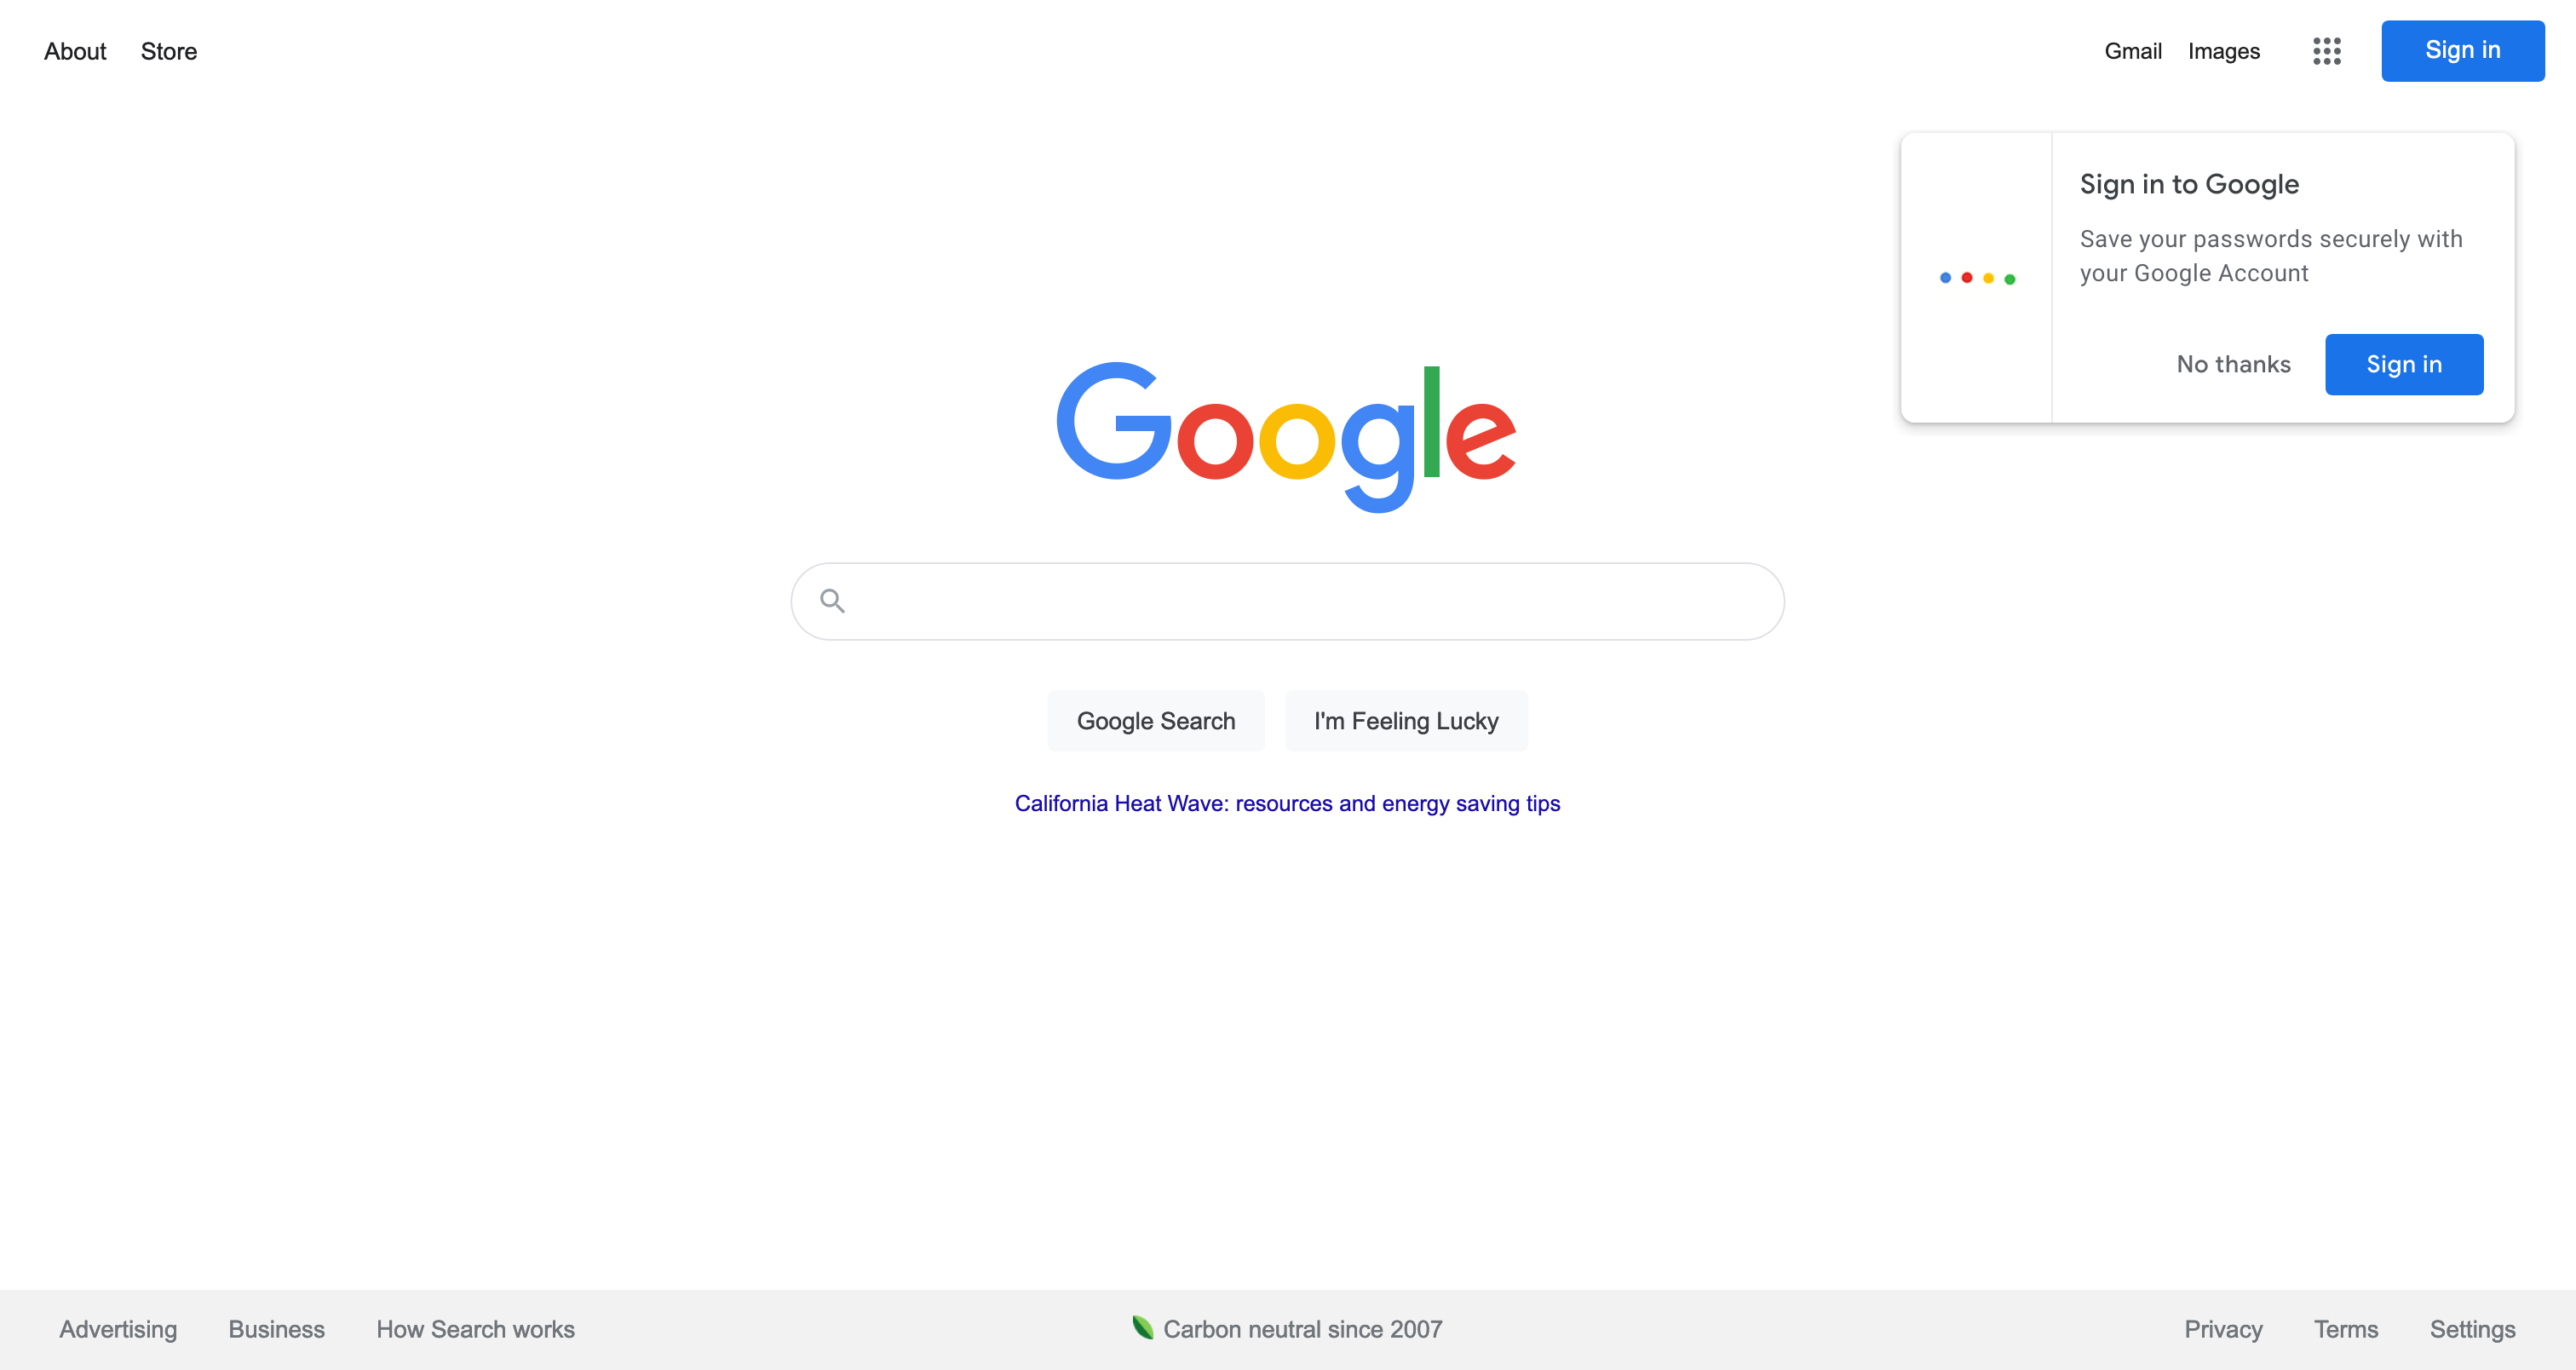 About Store
Gmail Images Sign in
Sign in to Google
Save your passwords securely with
your Google Account
No thanks Sign in
Google
Google Search I'm Feeling Lucky
California Heat Wave: resources and energy saving tips
Advertising Business How Search works
Carbon neutral since 2007
Privacy Terms Settings